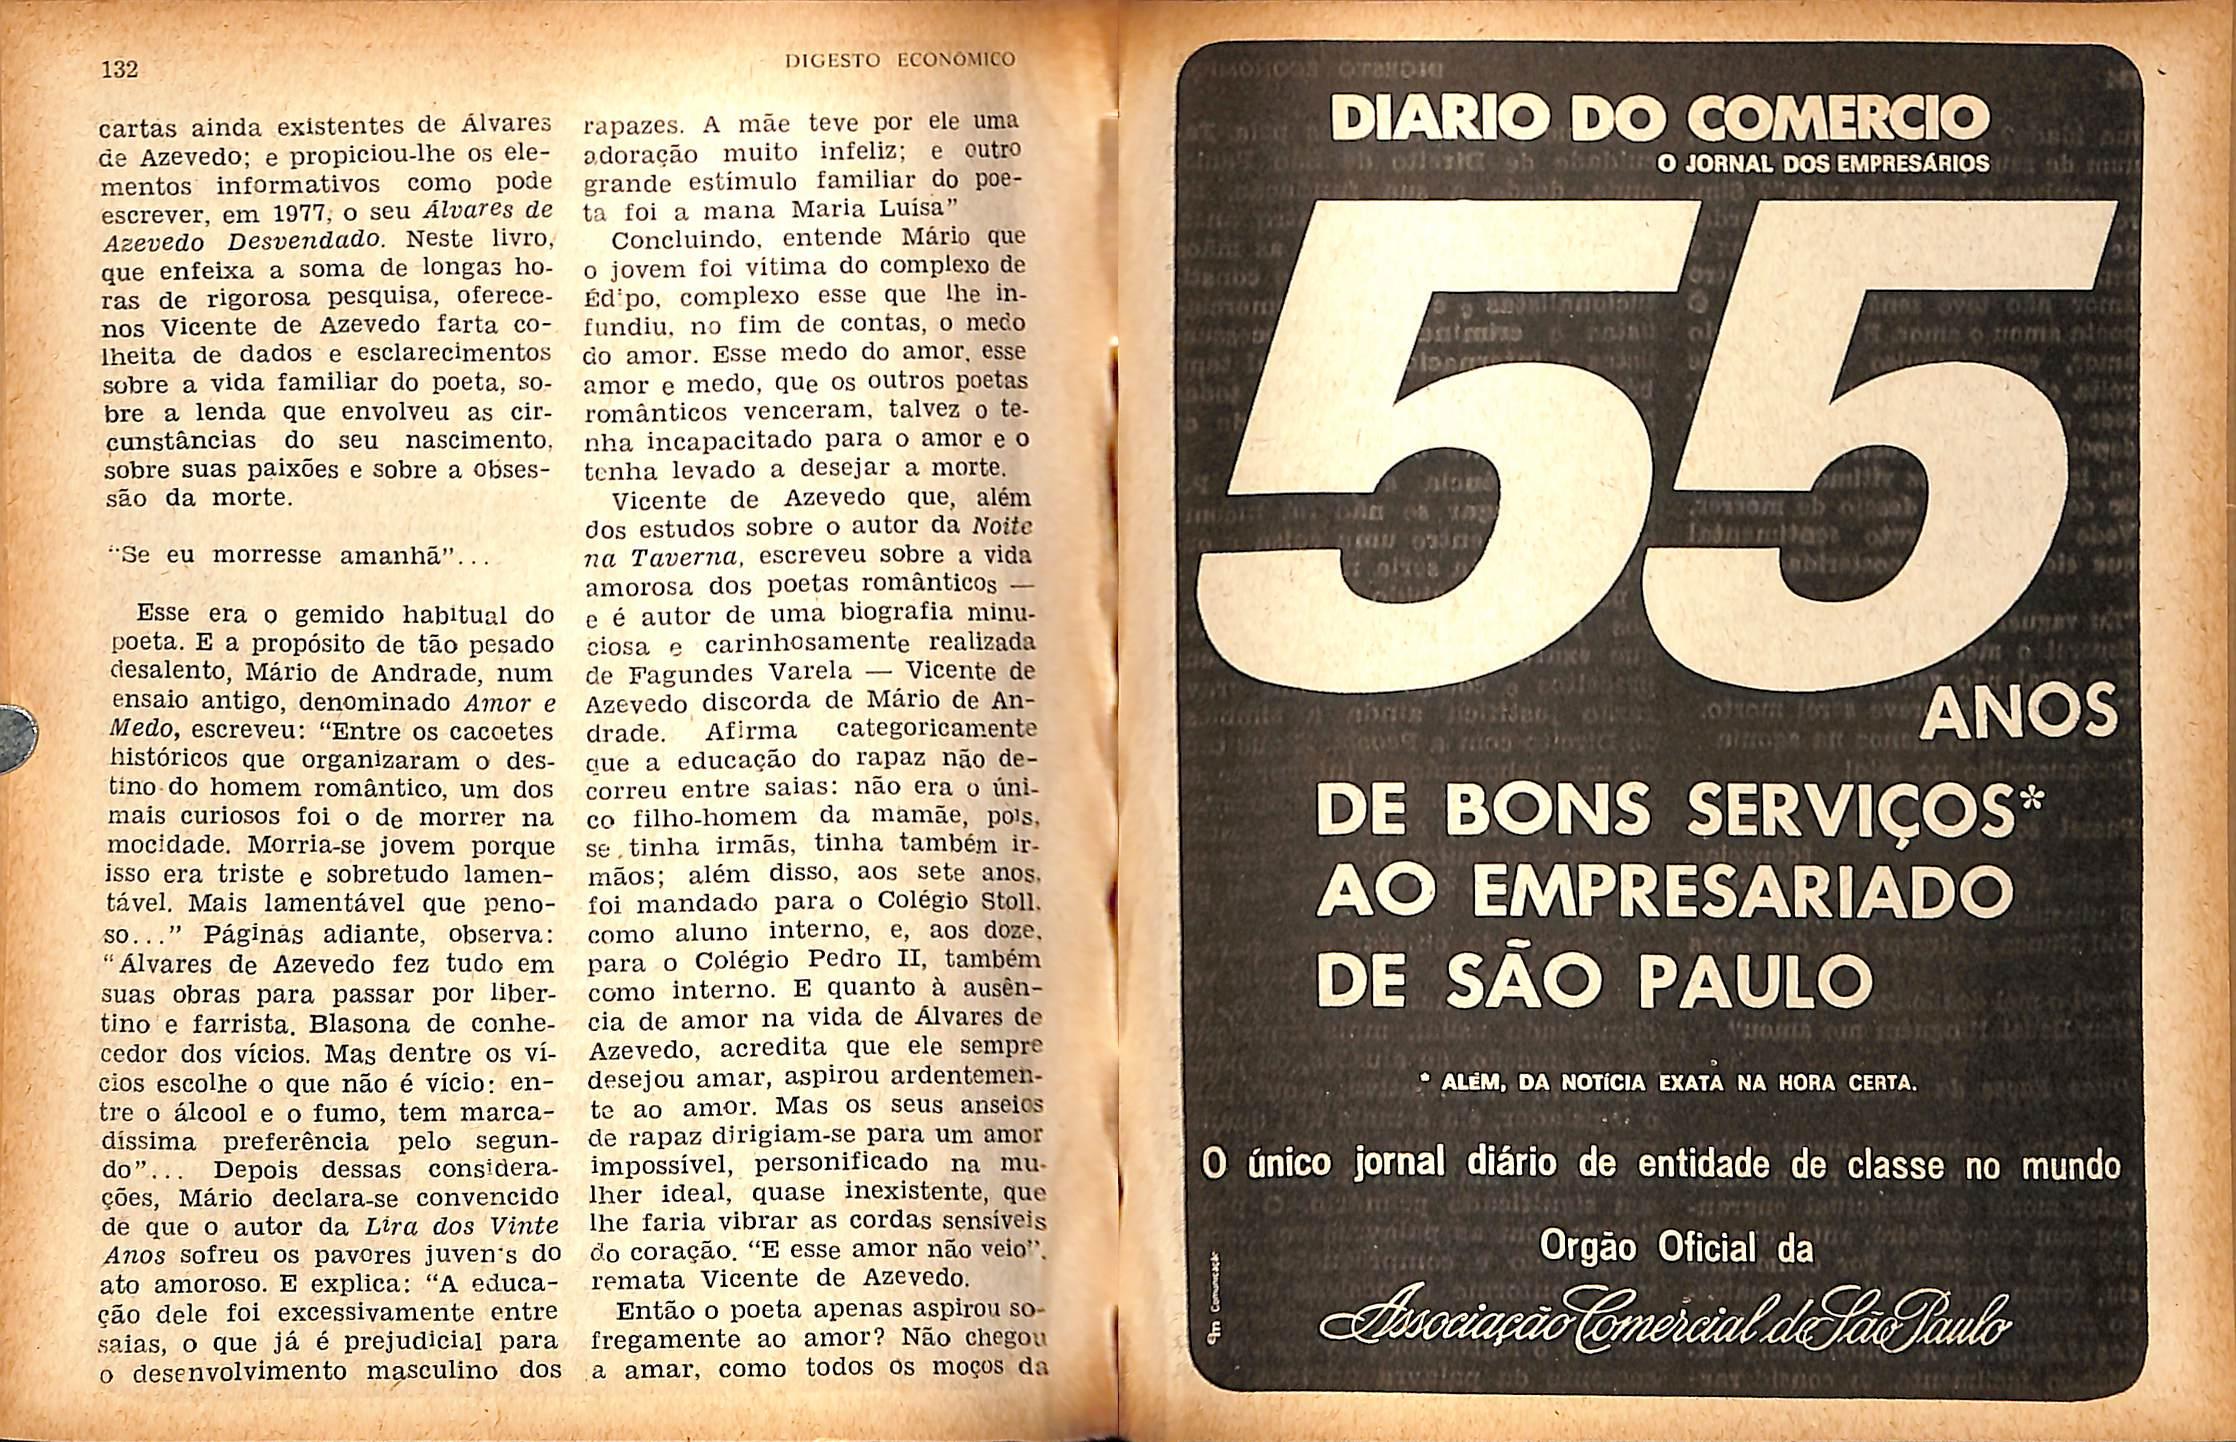 132
DIGESTO ECONÔMICO
cartas ainda existentes de Álvares
de Azevedo; e propiciou-lhe os ele-
mentos informativos como pode
escrever, em 1977, o seu Álvares de
Azevedo Desvendado. Neste livro,
que enfeixa a soma de longas ho-
ras de rigorosa pesquisa, oferece-
nos Vicente de Azevedo farta co-
lheita de dados e esclarecimentos
sobre a vida familiar do poeta, so-
bre a lenda que envolveu as cir-
cunstâncias do seu nascimento,
sobre suas paixões e sobre a obses-
são da morte.
"Se eu morresse amanhã"...
Esse era o gemido habitual do
poeta. E a propósito de tão pesado
desalento, Mário de Andrade, num
ensaio antigo, denominado Amor e
Medo, escreveu: "Entre os cacoetes
históricos que organizaram o des-
tino do homem romântico, um dos
mais curiosos foi o de morrer na
mocidade. Morria-se jovem porque
isso era triste e sobretudo lamen-
tável. Mais lamentável que peno-
so..." Páginas adiante, observa:
"Álvares de Azevedo fez tudo em
suas obras para passar por liber-
tino e farrista. Blasona de conhe-
cedor dos vícios. Mas dentre os ví-
cios escolhe o que não é vício: en-
tre o álcool e o fumo, tem marca-
díssima preferência pelo segun-
do"... Depois dessas considera-
ções, Mário declara-se convencido
de que o autor da Lira dos Vinte
Anos sofreu os pavores juven's do
ato amoroso. E explica: "A educa-
ção dele foi excessivamente entre
saias, o que já é prejudicial para
o desenvolvimento masculino dos
rapazes. A mãe teve por ele uma
adoração muito infeliz; e outro
grande estímulo familiar do poe-
ta foi a mana Maria Luísa"
Concluindo, entende Mário que
o jovem foi vítima do complexo de
Éd'po, complexo esse que lhe in-
fundiu, no fim de contas, o medo
do amor. Esse medo do amor, esse
amor e medo, que os outros poetas
românticos venceram, talvez o te-
nha incapacitado para o amor e o
tenha levado a desejar a morte.
Vicente de Azevedo que, além
dos estudos sobre o autor da Noite
na Taverna, escreveu sobre a vida
amorosa dos poetas românticos —
e é autor de uma biografia minu-
ciosa e carinhosamente realizada
de Fagundes Varela — Vicente de
Azevedo discorda de Mário de An-
drade. Afirma categoricamente
que a educação do rapaz não de-
correu entre saias: não era o úni-
co filho-homem da mamãe, pois,
se tinha irmãs, tinha também ir-
mãos; além disso, aos sete anos,
foi mandado para o Colégio Stoll,
como aluno interno, e, aos doze,
para o Colégio Pedro II, também
como interno. E quanto à ausên-
cia de amor na vida de Álvares de
Azevedo, acredita que ele sempre
desejou amar, aspirou ardentemen-
te ao amor. Mas os seus anseios
de rapaz dirigiam-se para um amor
impossível, personificado na mu-
lher ideal, quase inexistente, que
lhe faria vibrar as cordas sensíveis
do coração. "E esse amor não veio",
remata Vicente de Azevedo.
Então o poeta apenas aspirou so-
fregamente ao amor? Não chegou
a amar, como todos os moços da
DIARIO DO COMERCIO
O JORNAL DOS EMPRESÁRIOS
55
ANOS
DE BONS SERVIÇOS*
AO EMPRESARIADO
DE SÃO PAULO
* ALÉM, DA NOTÍCIA EXATA NA HORA CERTA.
O único jornal diário de entidade de classe no mundo
Orgão Oficial da
Associação Comercial de São Paulo